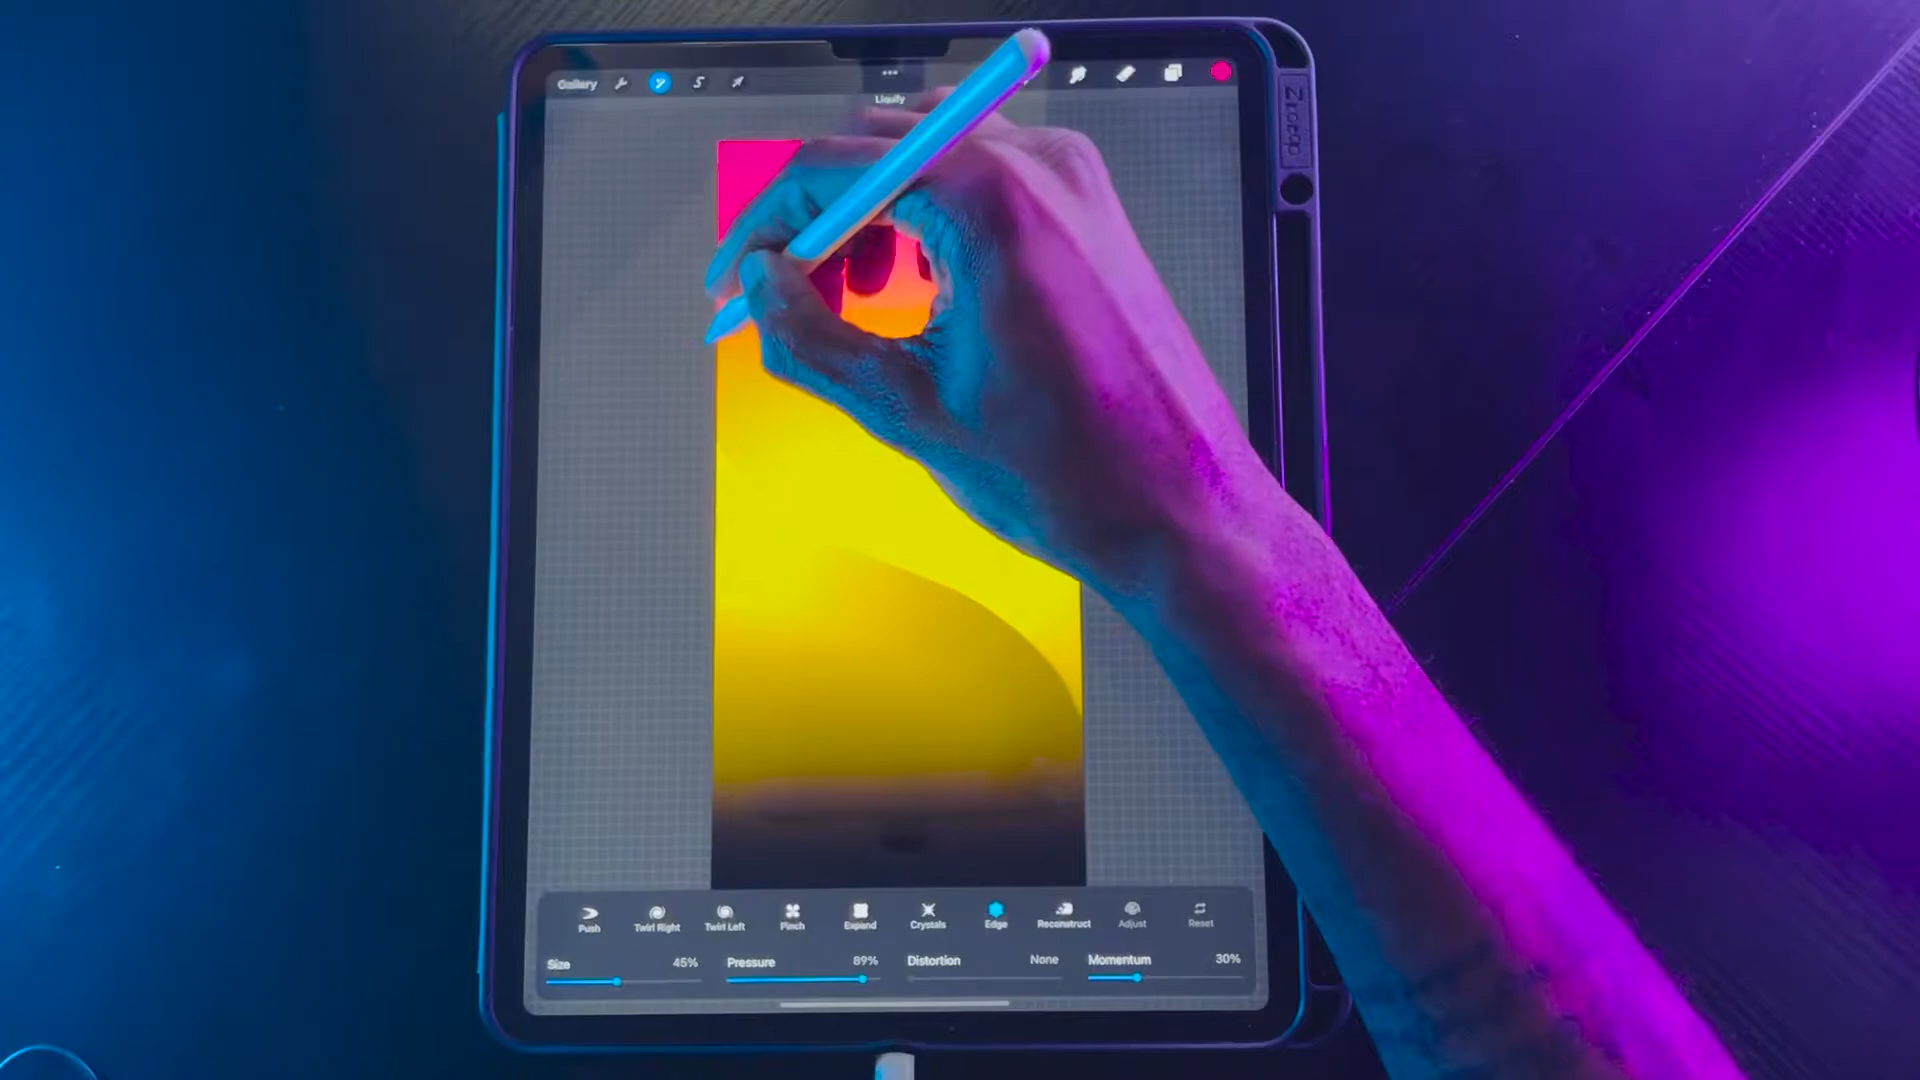 Gallery
Liquify
Push
Twirl Right
Twirl Left
Pinch
Expand
Crystals
Edge
Reconstruct
Adjust
Reset
Size 45%
Pressure 89%
Distortion None
Momentum 30%